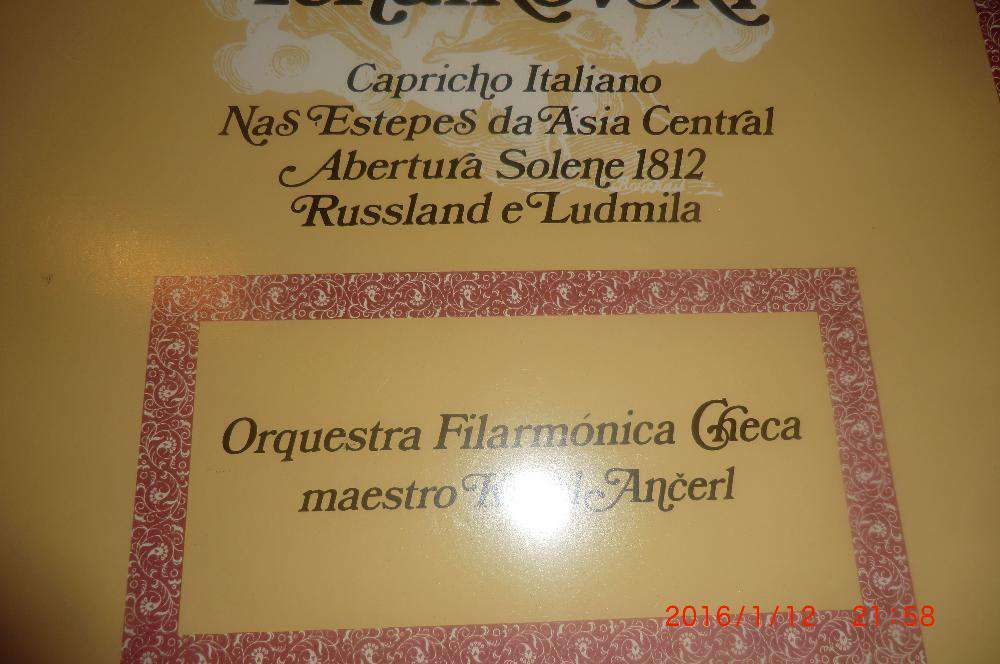 Tchaikovski
Capricho Italiano
Nas Estepes da Ásia Central
Abertura Solene 1812
Russland e Ludmila
Orquestra Filarmónica Checa
maestro Ančerl
2016/1/12 21:58